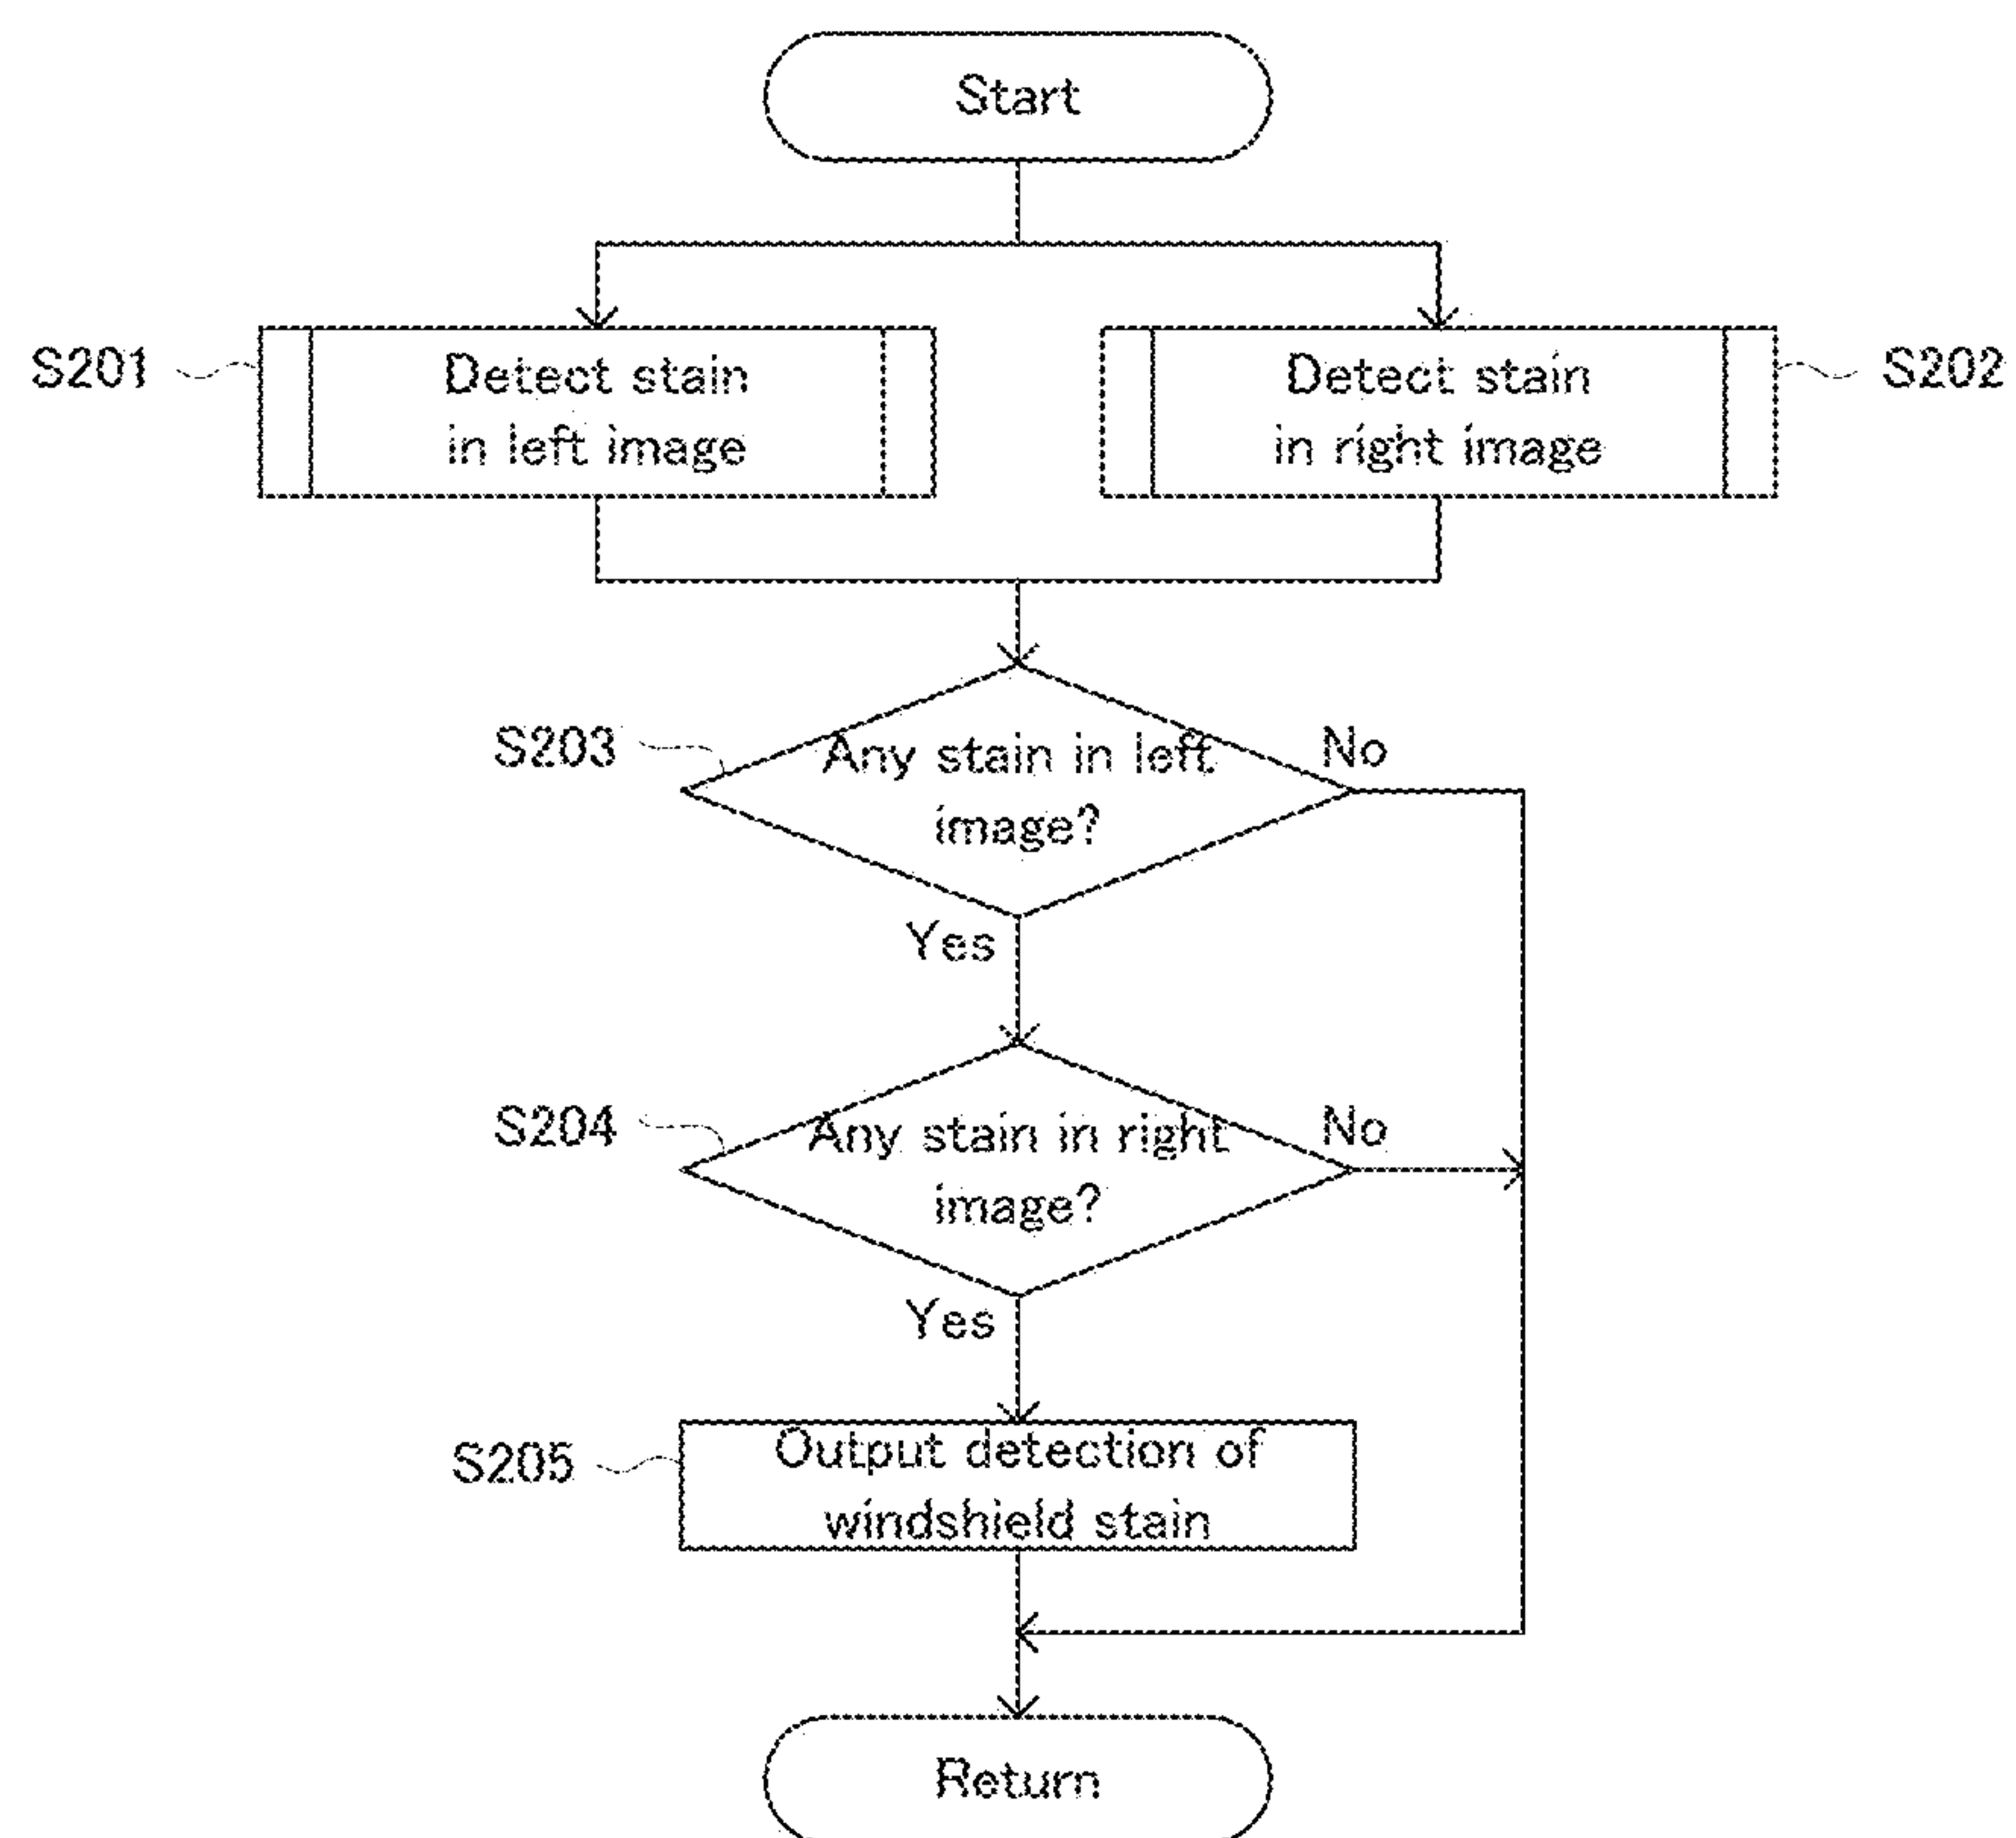 Start
S201
Detect stain
in left image
Detect stain
in right image
S202
S203
Any stain in left
image?
No
Yes
S204
Any stain in right
image?
No
Yes
S205
Output detection of
windshield stain
Return